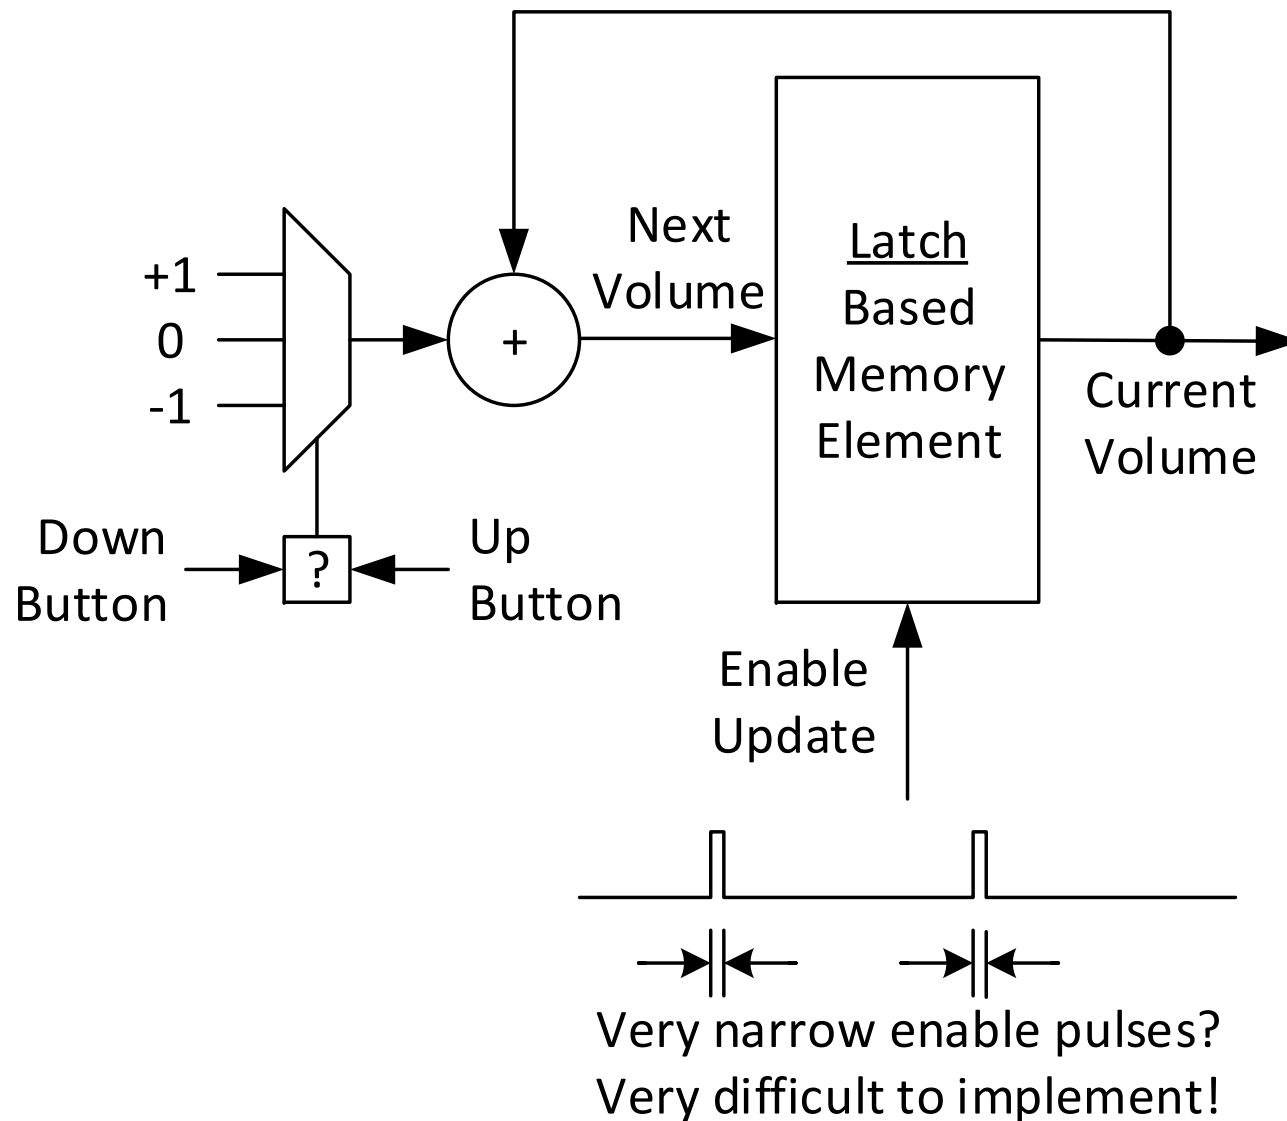 Next
Volume
+1
0
-1
+
Latch
Based
Memory
Element
Current
Volume
Down
Button
?
Up
Button
Enable
Update
Very narrow enable pulses?
Very difficult to implement!